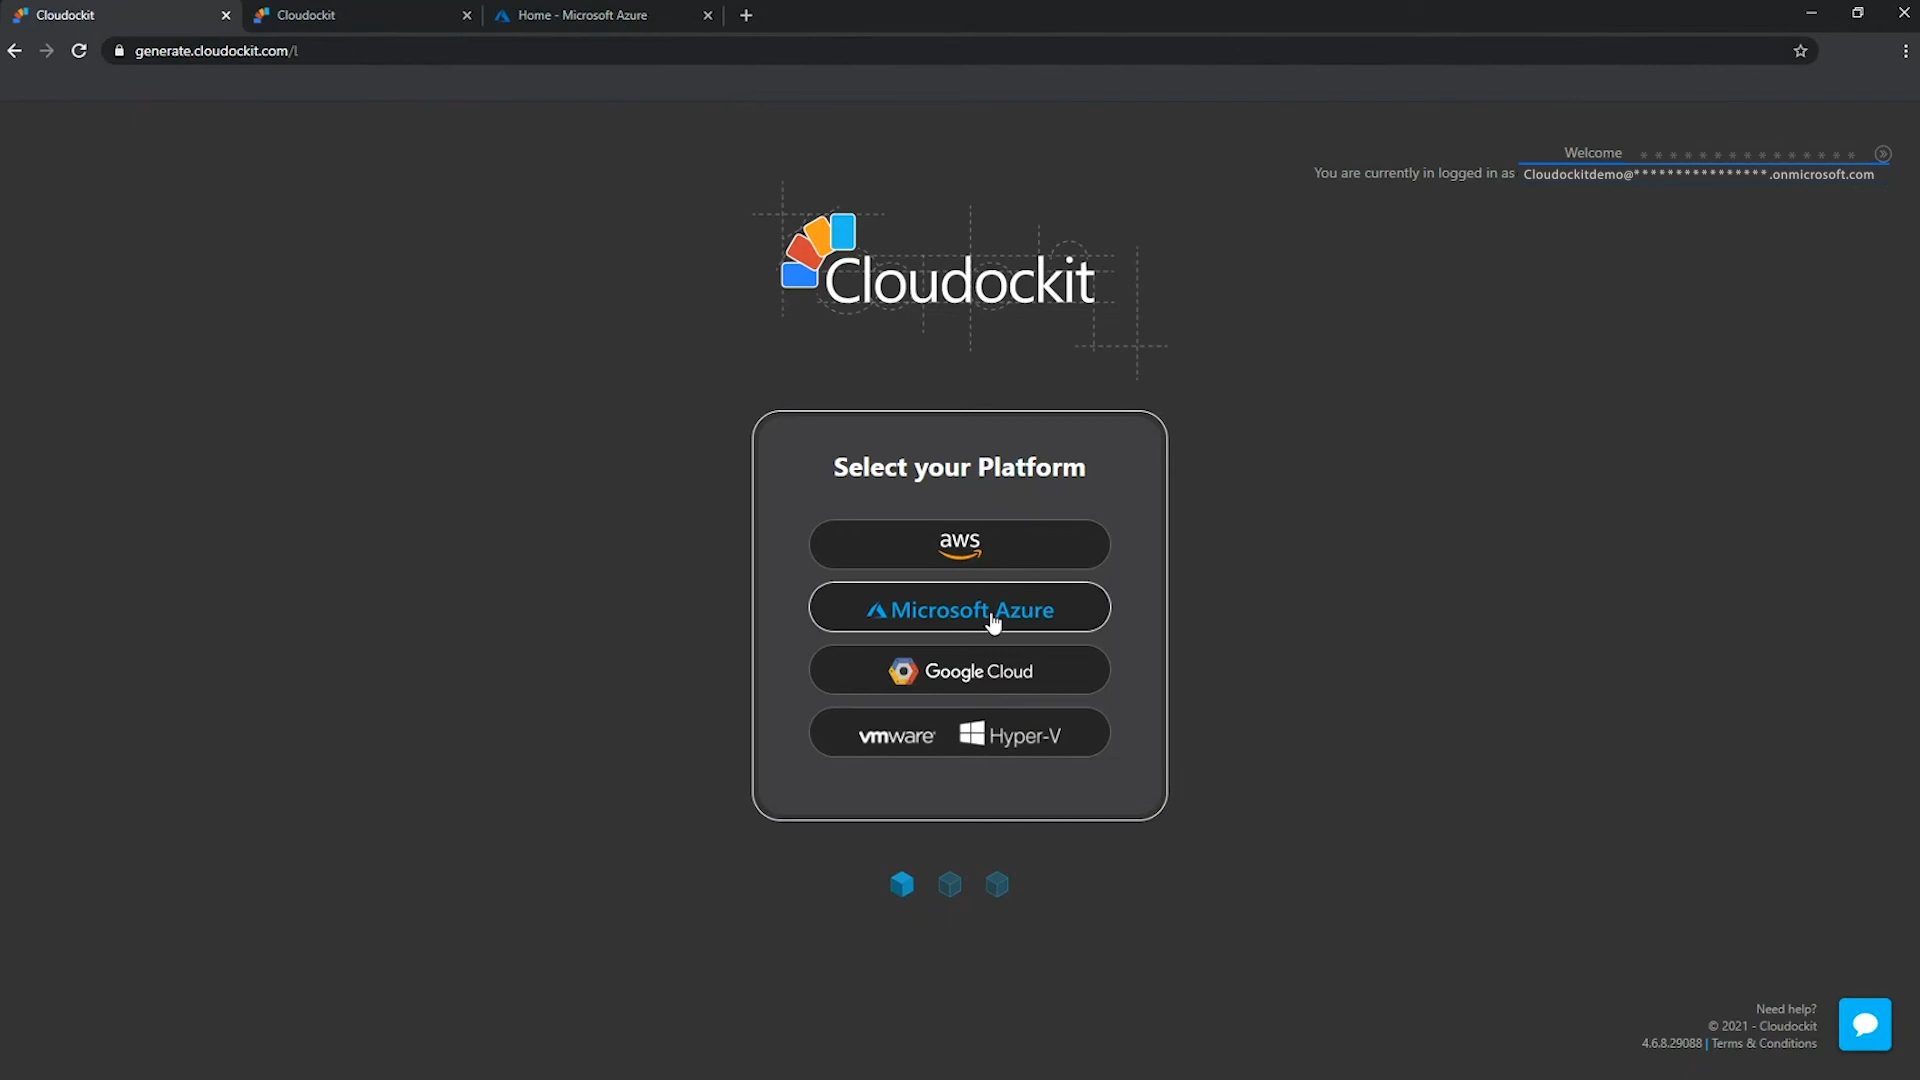 Cloudockit
Cloudockit
Home - Microsoft Azure
generate.cloudockit.com/l
Welcome * * * * * * * * * * * * * * *
You are currently in logged in as Cloudockitdemo@****************.onmicrosoft.com
Cloudockit
Select your Platform
aws
Microsoft Azure
Google Cloud
vmware Hyper-V
Need help?
© 2021 - Cloudockit
4.6.8.29088 | Terms & Conditions